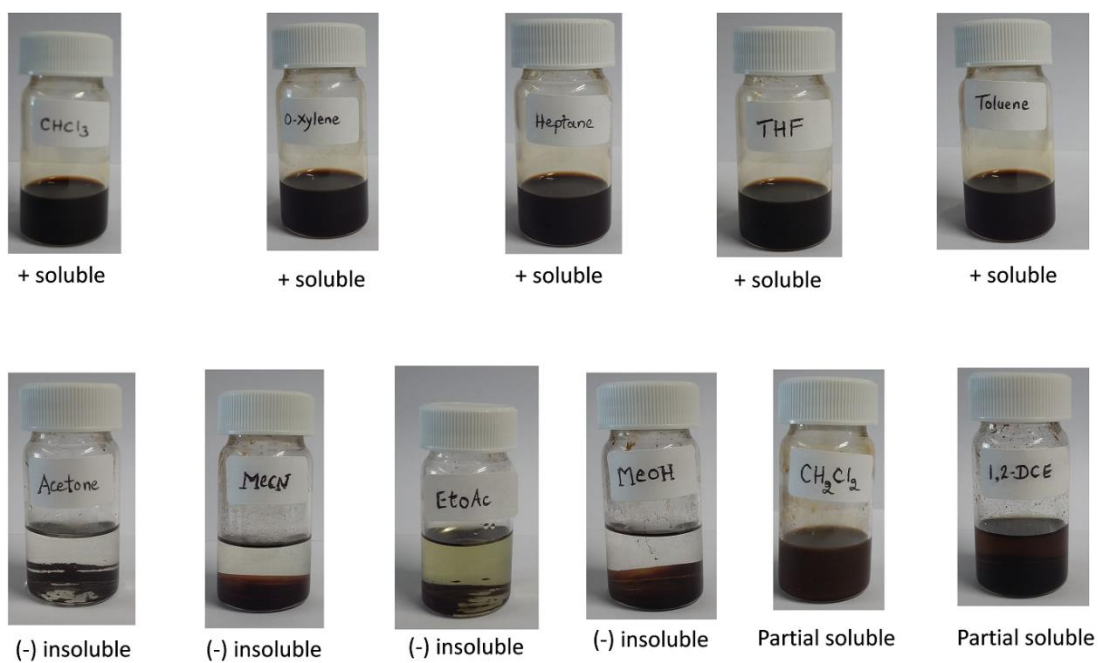 CHCl₃
O-Xylene
Heptane
THF
Toluene
+ soluble
+ soluble
+ soluble
+ soluble
+ soluble
Acetone
MeCN
EtoAc
MeOH
CH₂Cl₂
1,2-DCE
(-) insoluble
(-) insoluble
(-) insoluble
(-) insoluble
Partial soluble
Partial soluble